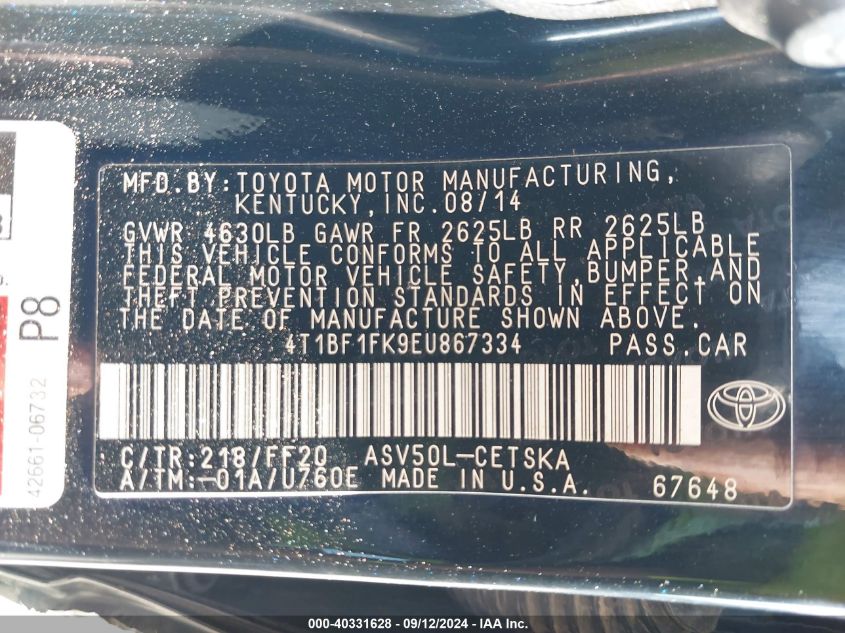 MFD.BY:TOYOTA MOTOR MANUFACTURING,
KENTUCKY,INC.08/14
GVWR 4630LB GAWR FR 2625LB RR 2625LB
THIS VEHICLE CONFORMS TO ALL APPLICABLE
FEDERAL MOTOR VEHICLE SAFETY,BUMPER,AND
THEFT PREVENTION STANDARDS IN EFFECT ON
THE DATE OF MANUFACTURE SHOWN ABOVE.
4T1BF1FK9EU867334 PASS.CAR
C/TR:218/FF20 ASV50L-CETSKA
A/TM:-01A/U760E MADE IN U.S.A. 67648
P8
42661-06732
000-40331628 - 09/12/2024 - IAA Inc.